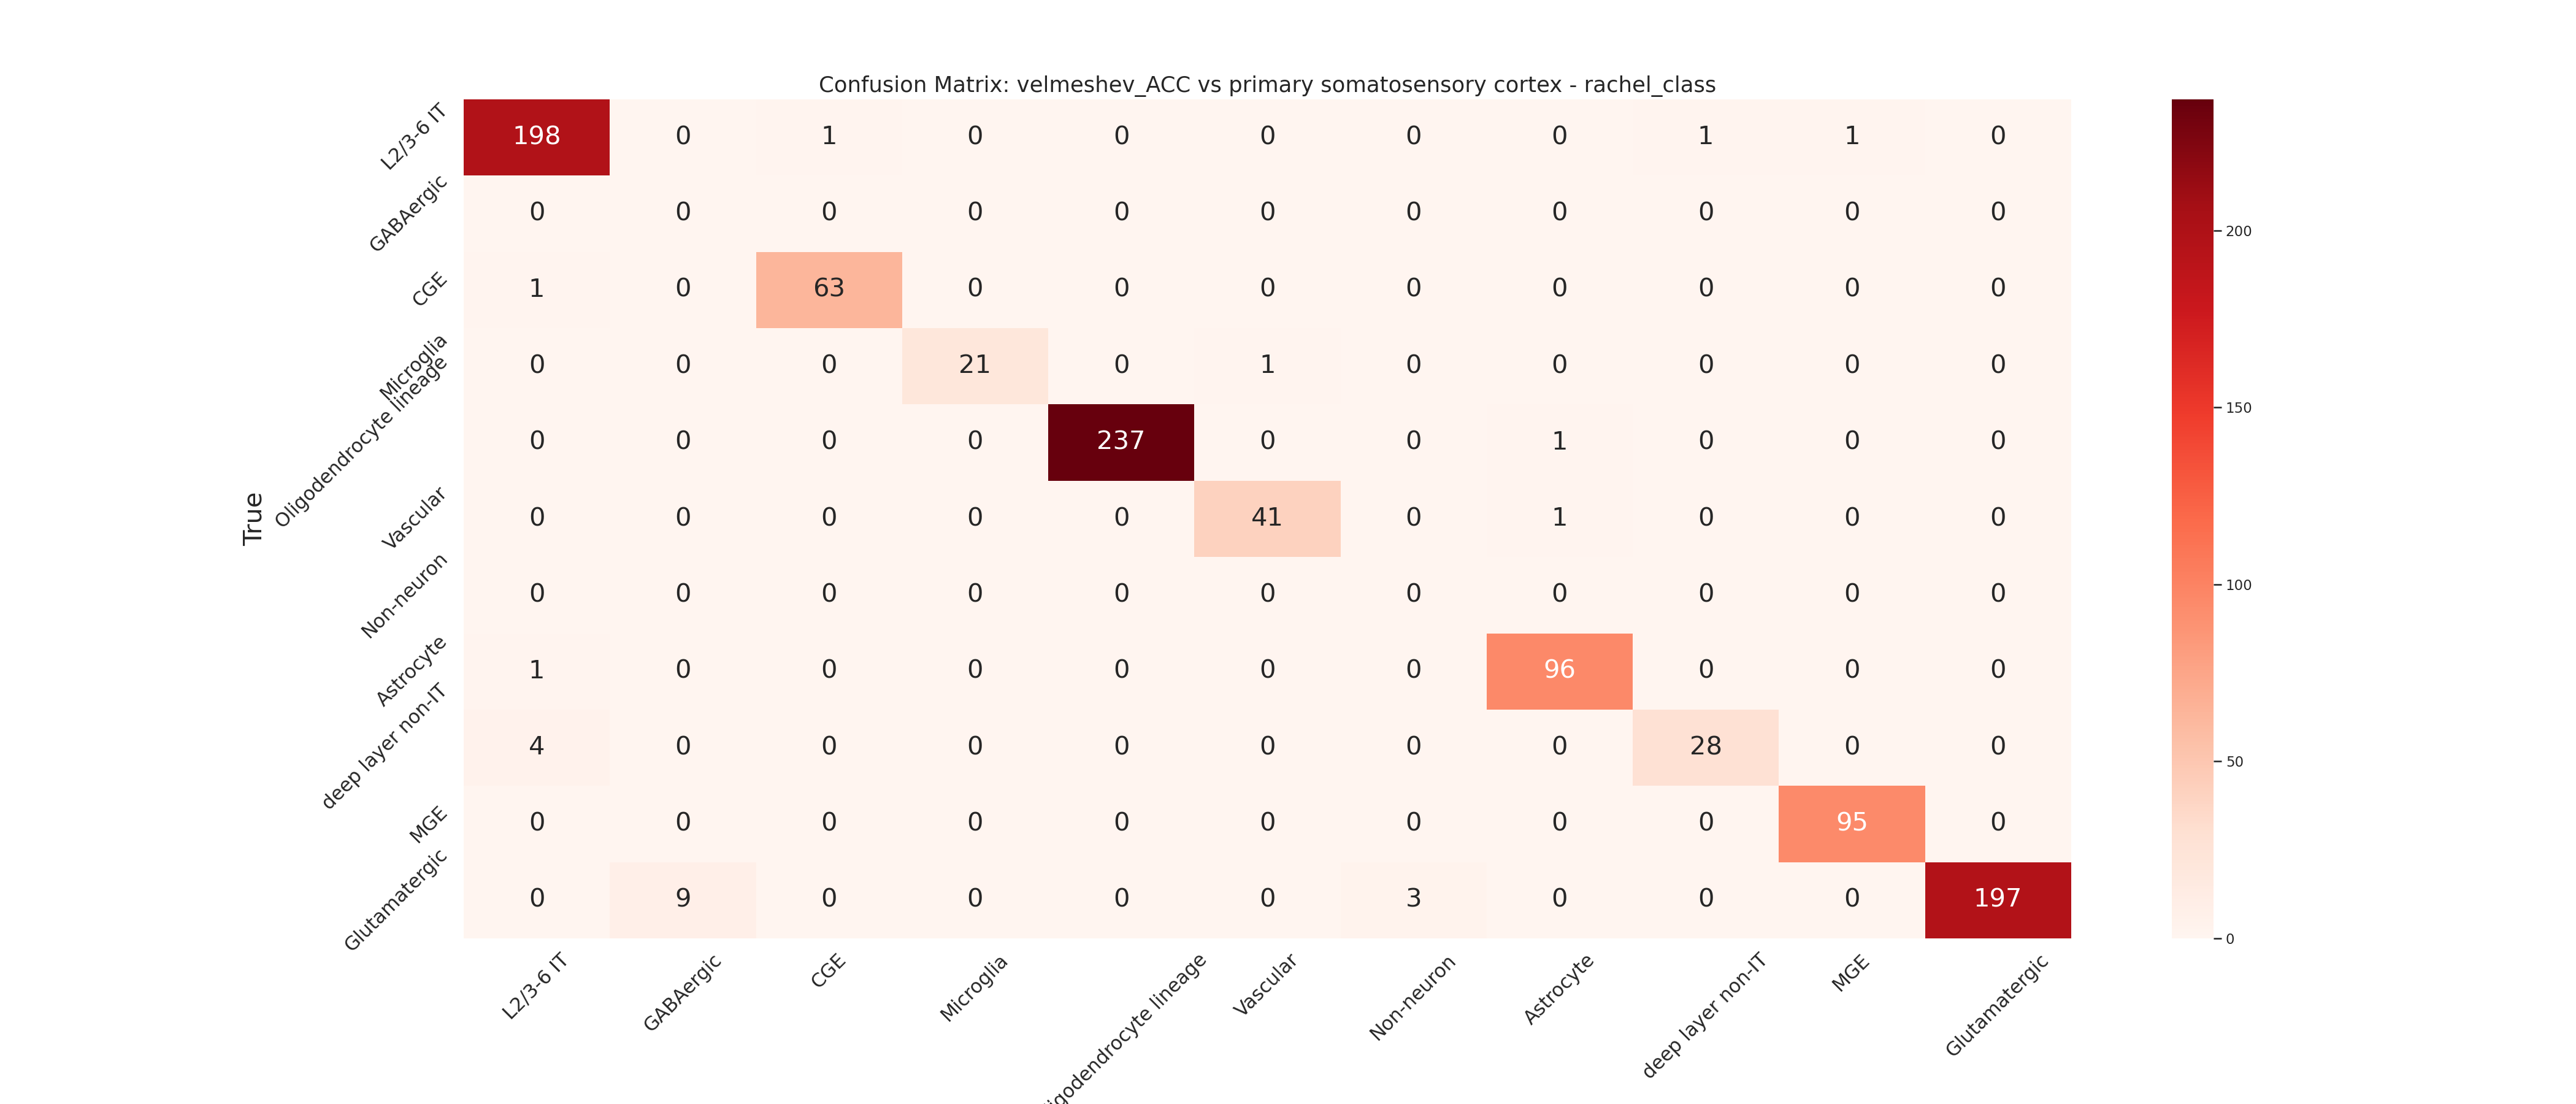 Confusion Matrix: velmeshev_ACC vs primary somatosensory cortex - rachel_class
True
L2/3-6 IT 198 0 1 0 0 0 0 0 1 1 0
GABAergic 0 0 0 0 0 0 0 0 0 0 0
CGE 1 0 63 0 0 0 0 0 0 0 0
Microglia 0 0 0 21 0 1 0 0 0 0 0
Oligodendrocyte lineage 0 0 0 0 237 0 0 1 0 0 0
Vascular 0 0 0 0 0 41 0 1 0 0 0
Non-neuron 0 0 0 0 0 0 0 0 0 0 0
Astrocyte 1 0 0 0 0 0 0 96 0 0 0
deep layer non-IT 4 0 0 0 0 0 0 0 28 0 0
MGE 0 0 0 0 0 0 0 0 0 95 0
Glutamatergic 0 9 0 0 0 0 3 0 0 0 197
L2/3-6 IT GABAergic CGE Microglia igodendrocyte lineage Vascular Non-neuron Astrocyte deep layer non-IT MGE Glutamatergic
200
150
100
50
0